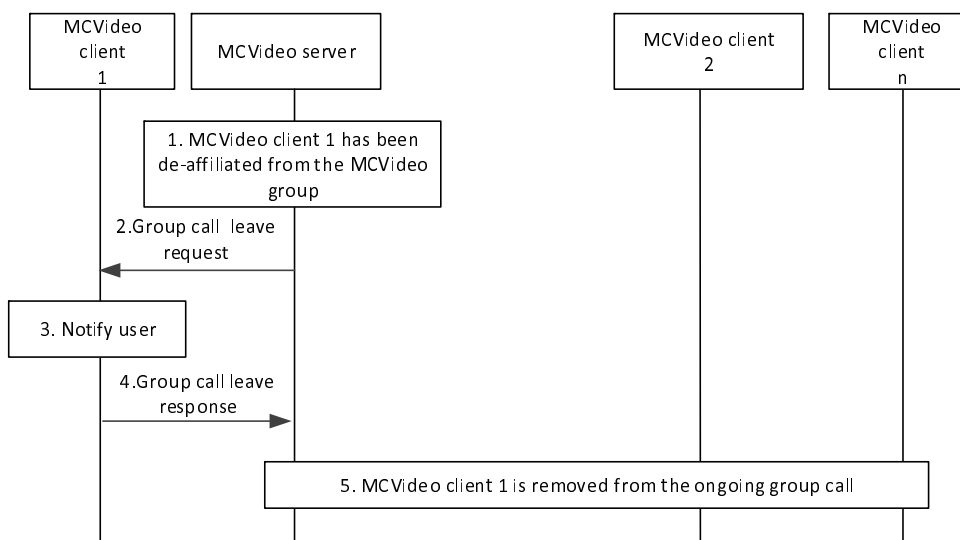 MCVideo
client
1
MCVideo server
MCVideo client
2
MCVideo
client
n
1. MCVideo client 1 has been
de-affiliated from the MCVideo
group
2.Group call leave
request
3. Notify user
4.Group call leave
response
5. MCVideo client 1 is removed from the ongoing group call